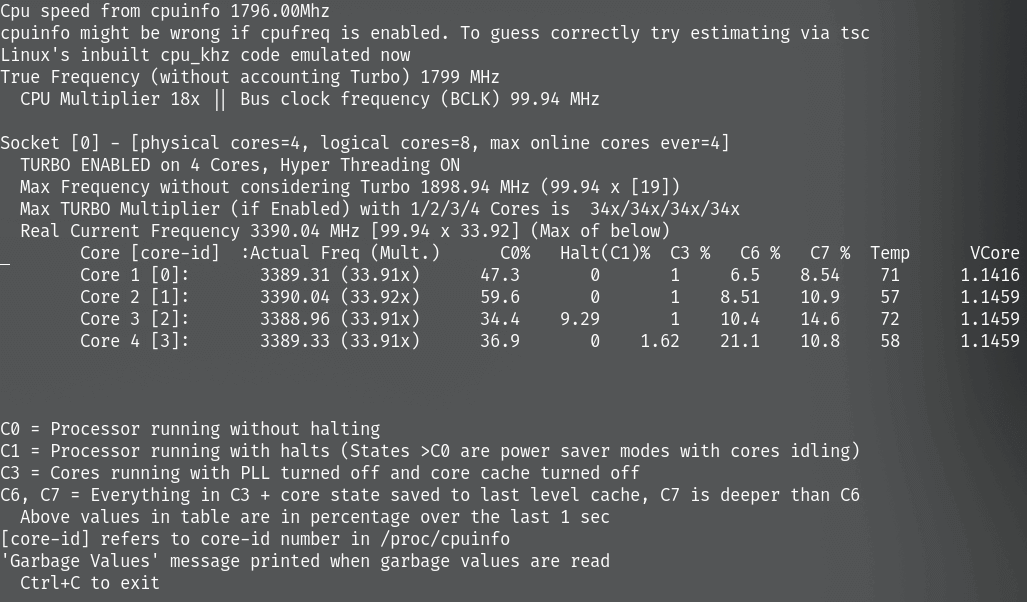 Cpu speed from cpuinfo 1796.00Mhz
cpuinfo might be wrong if cpufreq is enabled. To guess correctly try estimating via tsc
Linux's inbuilt cpu_khz code emulated now
True Frequency (without accounting Turbo) 1799 MHz
  CPU Multiplier 18x || Bus clock frequency (BCLK) 99.94 MHz

Socket [0] - [physical cores=4, logical cores=8, max online cores ever=4]
  TURBO ENABLED on 4 Cores, Hyper Threading ON
  Max Frequency without considering Turbo 1898.94 MHz (99.94 x [19])
  Max TURBO Multiplier (if Enabled) with 1/2/3/4 Cores is  34x/34x/34x/34x
  Real Current Frequency 3390.04 MHz [99.94 x 33.92] (Max of below)
        Core [core-id]  :Actual Freq (Mult.)      C0%   Halt(C1)%  C3 %   C6 %   C7 %  Temp      VCore
        Core 1 [0]:       3389.31 (33.91x)      47.3       0       1     6.5    8.54    71      1.1416
        Core 2 [1]:       3390.04 (33.92x)      59.6       0       1    8.51    10.9    57      1.1459
        Core 3 [2]:       3388.96 (33.91x)      34.4    9.29       1    10.4    14.6    72      1.1459
        Core 4 [3]:       3389.33 (33.91x)      36.9       0    1.62    21.1    10.8    58      1.1459

C0 = Processor running without halting
C1 = Processor running with halts (States >C0 are power saver modes with cores idling)
C3 = Cores running with PLL turned off and core cache turned off
C6, C7 = Everything in C3 + core state saved to last level cache, C7 is deeper than C6
  Above values in table are in percentage over the last 1 sec
[core-id] refers to core-id number in /proc/cpuinfo
'Garbage Values' message printed when garbage values are read
  Ctrl+C to exit